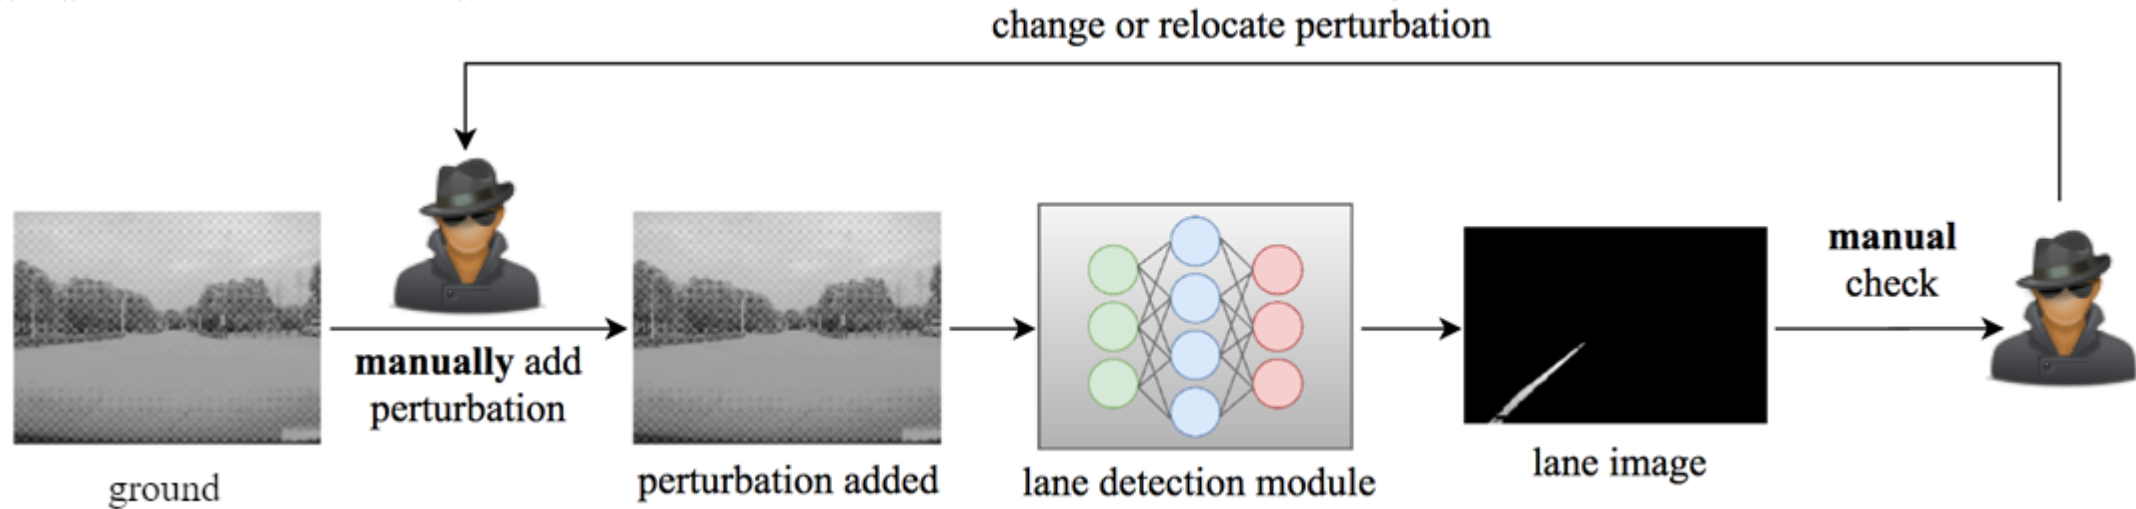 change or relocate perturbation
manually add
perturbation
manual
check
ground
perturbation added
lane detection module
lane image